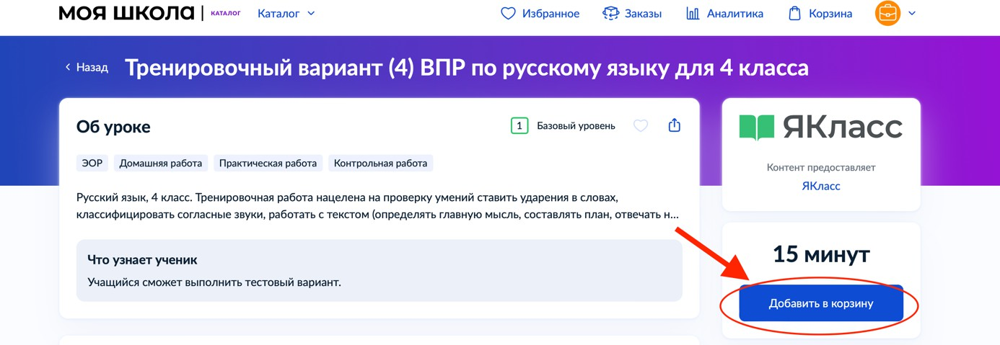 МОЯ ШКОЛА | КАТАЛОГ Каталог Избранное Заказы Аналитика Корзина
Назад Тренировочный вариант (4) ВПР по русскому языку для 4 класса
Об уроке 1 Базовый уровень
ЭОР Домашняя работа Практическая работа Контрольная работа
Русский язык, 4 класс. Тренировочная работа нацелена на проверку умений ставить ударения в словах,
классифицировать согласные звуки, работать с текстом (определять главную мысль, составлять план, отвечать н...
Что узнает ученик
Учащийся сможет выполнить тестовый вариант.
ЯКласс
Контент предоставляет
ЯКласс
15 минут
Добавить в корзину